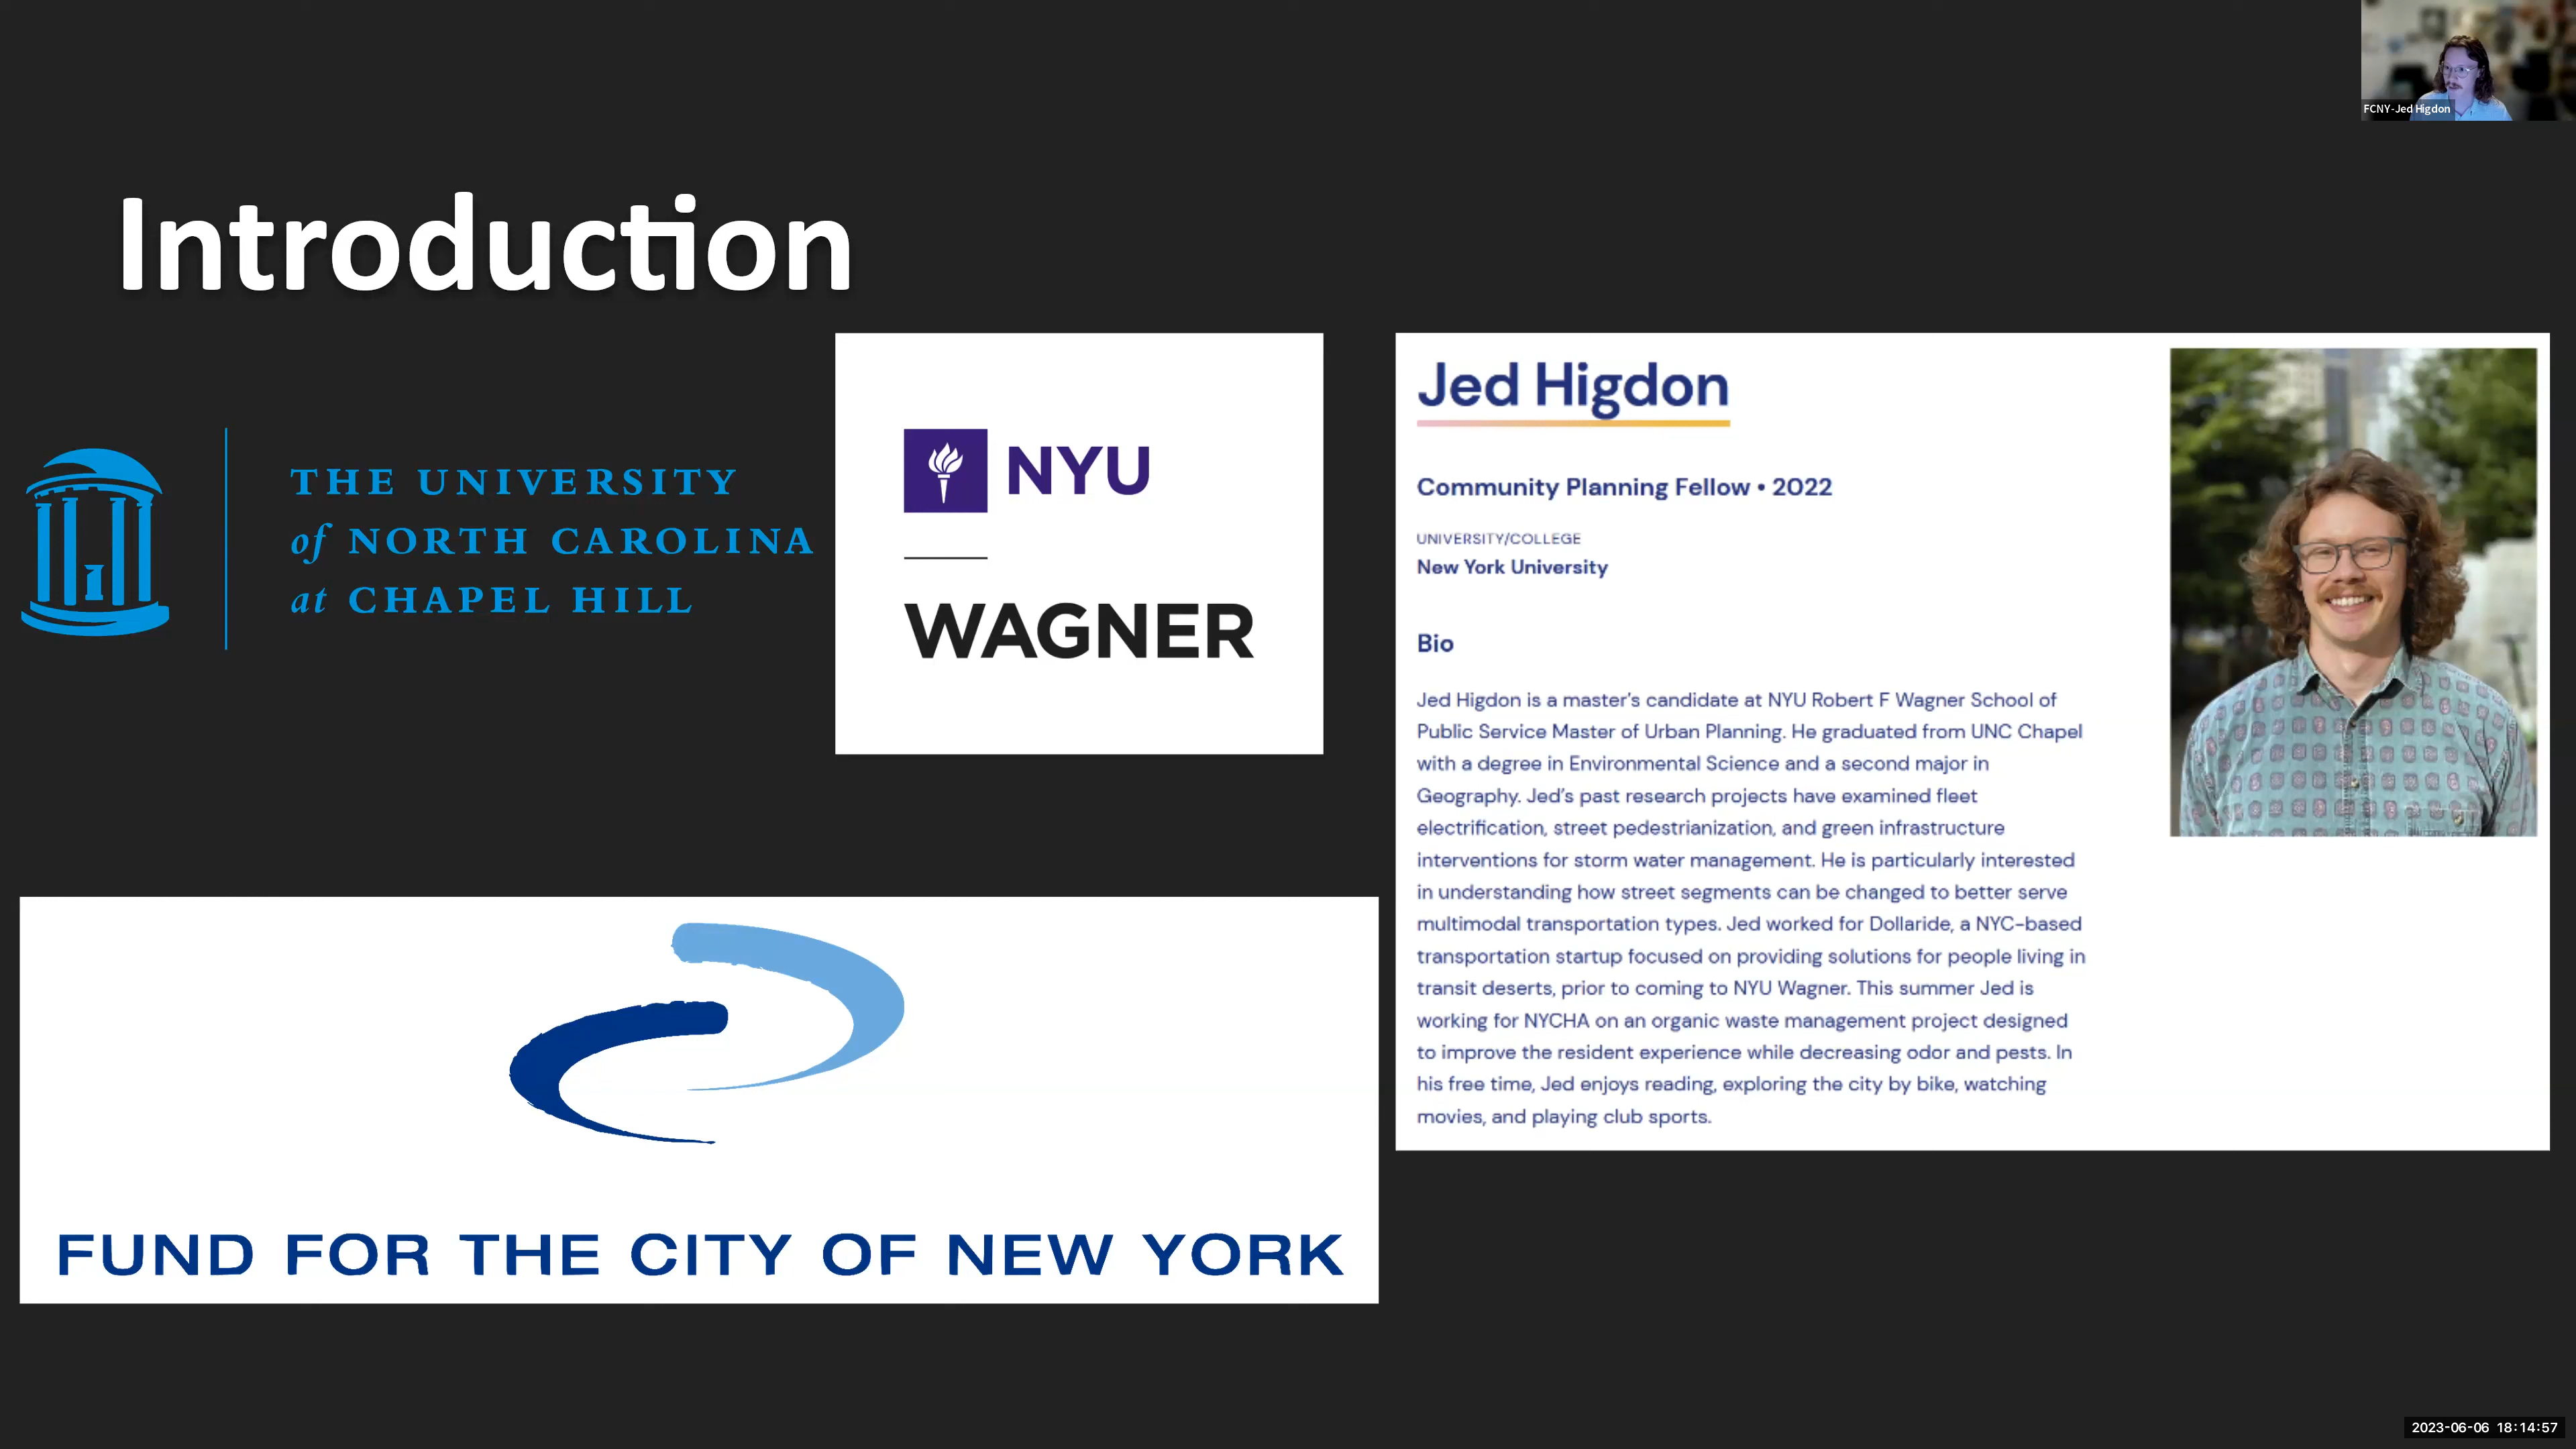 FCNY-Jed Higdon
Introduction
THE UNIVERSITY
of NORTH CAROLINA
at CHAPEL HILL
NYU
WAGNER
FUND FOR THE CITY OF NEW YORK
Jed Higdon
Community Planning Fellow • 2022
UNIVERSITY/COLLEGE
New York University
Bio
Jed Higdon is a master's candidate at NYU Robert F Wagner School of
Public Service Master of Urban Planning. He graduated from UNC Chapel
with a degree in Environmental Science and a second major in
Geography. Jed's past research projects have examined fleet
electrification, street pedestrianization, and green infrastructure
interventions for storm water management. He is particularly interested
in understanding how street segments can be changed to better serve
multimodal transportation types. Jed worked for Dollaride, a NYC-based
transportation startup focused on providing solutions for people living in
transit deserts, prior to coming to NYU Wagner. This summer Jed is
working for NYCHA on an organic waste management project designed
to improve the resident experience while decreasing odor and pests. In
his free time, Jed enjoys reading, exploring the city by bike, watching
movies, and playing club sports.
2023-06-06 18:14:57